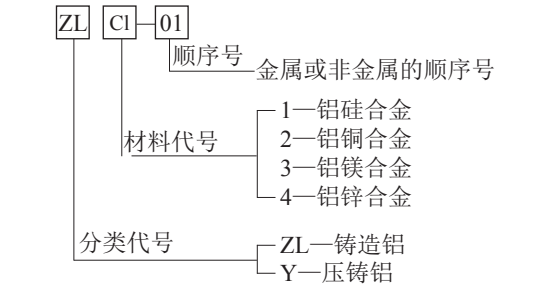 ZL Cl—01
顺序号
金属或非金属的顺序号
1—铝硅合金
材料代号
2—铝铜合金
3—铝镁合金
4—铝锌合金
分类代号
ZL—铸造铝
Y—压铸铝